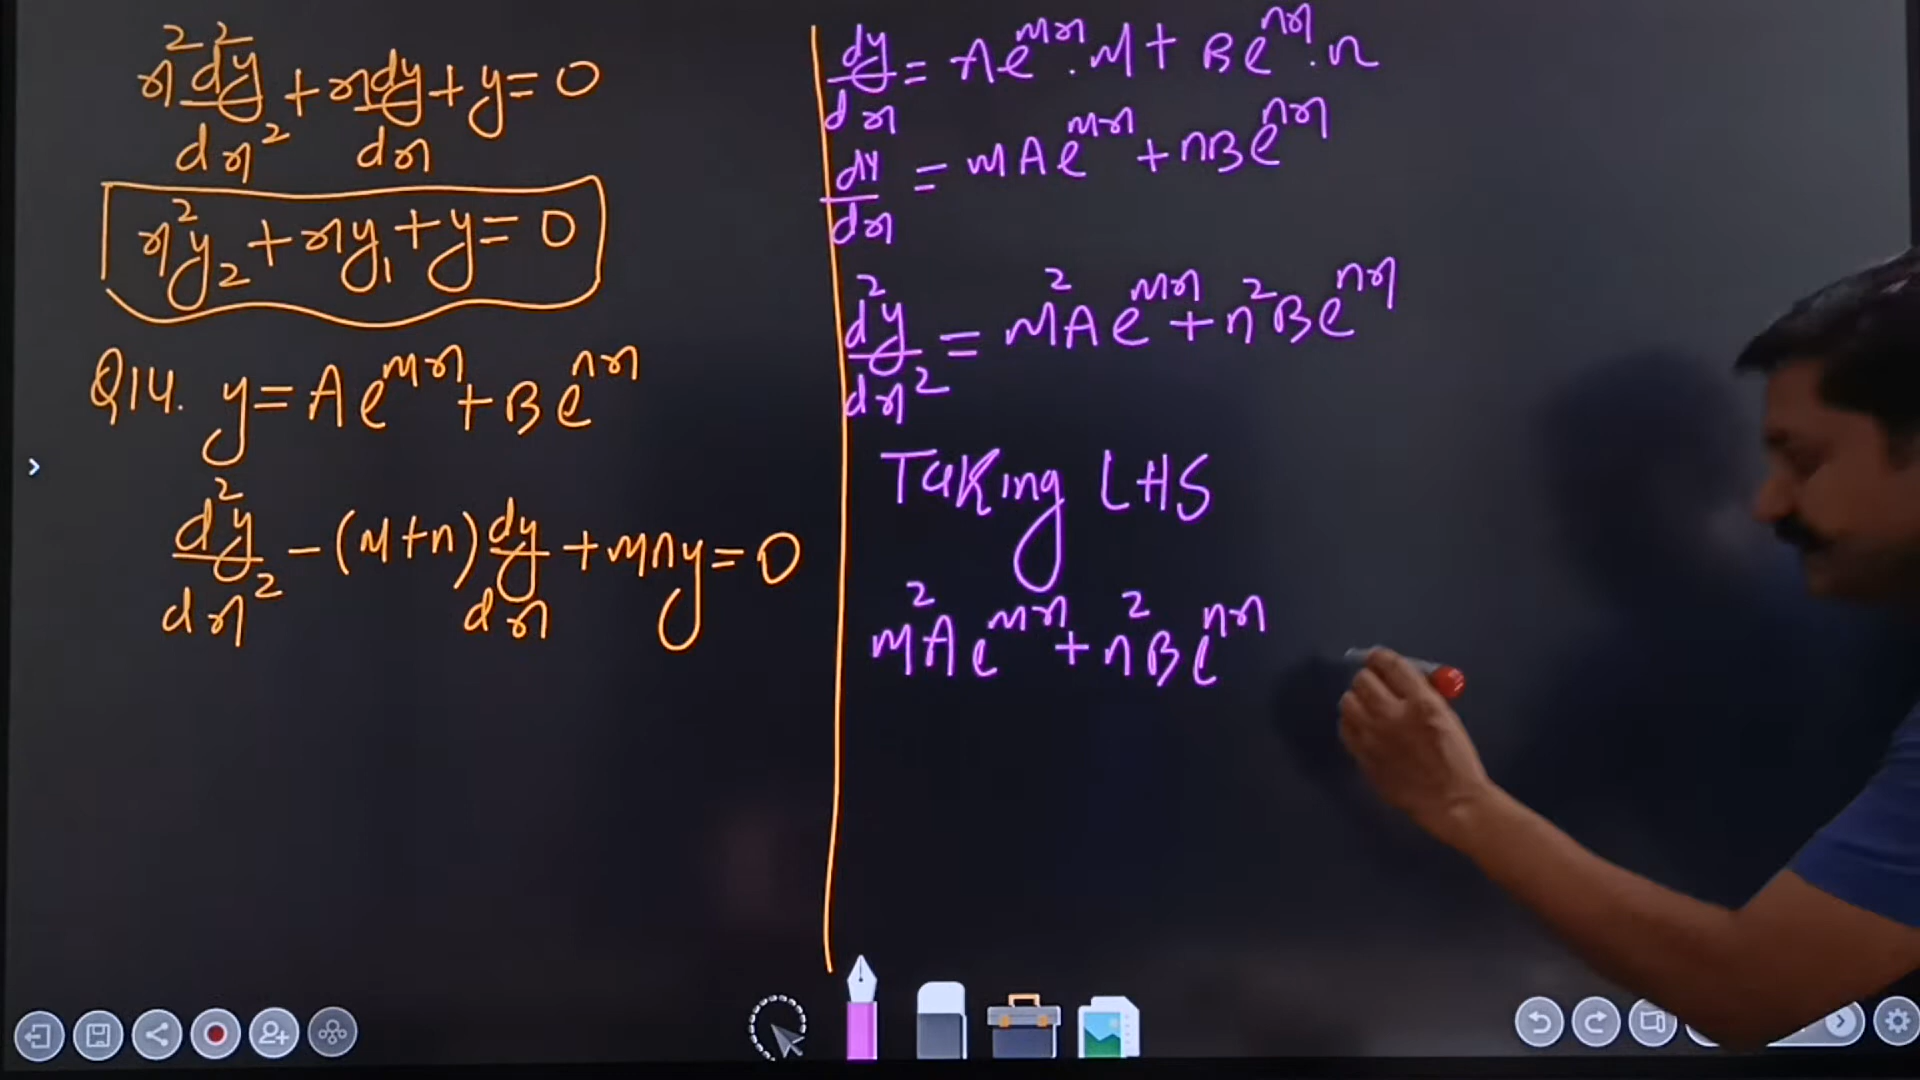 x² d²y/dx² + x dy/dx + y = 0
x²y₂ + xy₁ + y = 0
Q14. y = Ae^mx + Be^nx
d²y/dx² - (m+n) dy/dx + mny = 0
dy/dx = Ae^mx . m + Be^nx . n
dy/dx = mAe^mx + nBe^nx
d²y/dx² = m²Ae^mx + n²Be^nx
Taking LHS
m²Ae^mx + n²Be^nx